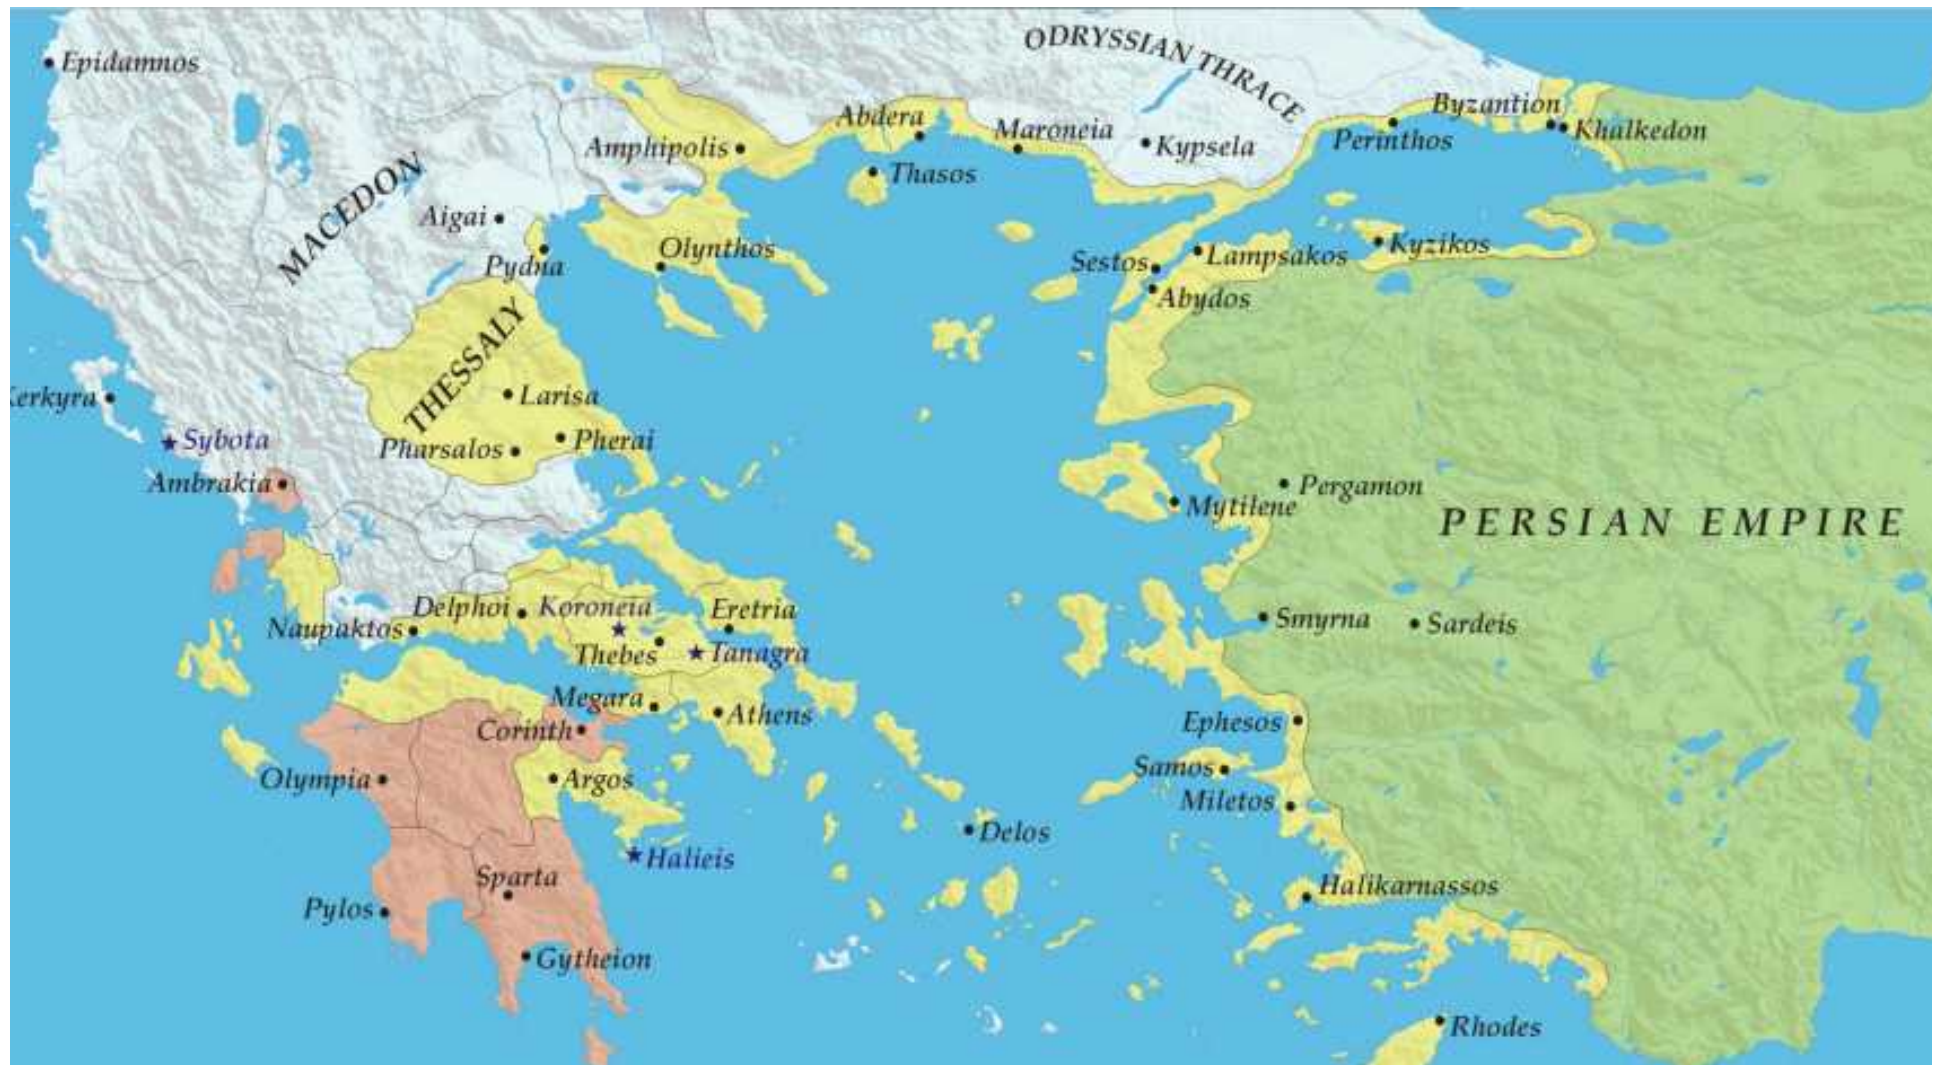 ODRYSSIAN THRACE
Epidamnos
Byzantion
Abdera
Perinthos
Khalkedon
Maroneia
Amphipolis
Kypsela
Thasos
MACEDON
Aigai
Olynthos
Kyzikos
Pydna
Sestos
Lampsakos
Abydos
THESSALY
Larisa
Kerkyra
Sybota
Pharsalos
Pherai
Ambrakia
Pergamon
Mytilene
PERSIAN EMPIRE
Delphoi
Koroneia
Eretria
Naupaktos
Thebes
Tanagra
Smyrna
Sardeis
Megara
Athens
Corinth
Ephesos
Olympia
Argos
Samos
Miletos
Delos
Halieis
Sparta
Halikarnassos
Pylos
Gytheion
Rhodes